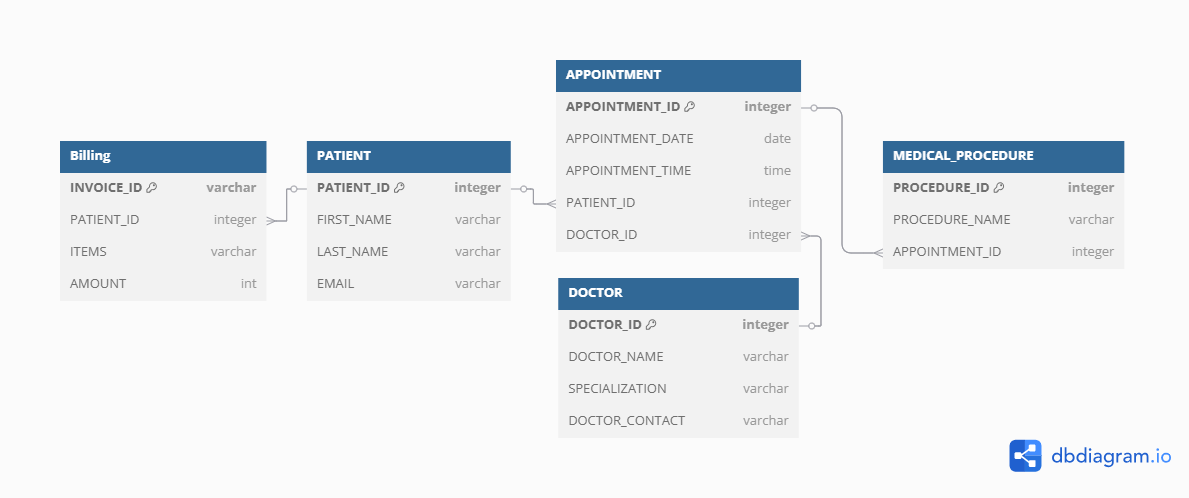 Billing
INVOICE_ID varchar
PATIENT_ID integer
ITEMS varchar
AMOUNT int
PATIENT
PATIENT_ID integer
FIRST_NAME varchar
LAST_NAME varchar
EMAIL varchar
APPOINTMENT
APPOINTMENT_ID integer
APPOINTMENT_DATE date
APPOINTMENT_TIME time
PATIENT_ID integer
DOCTOR_ID integer
DOCTOR
DOCTOR_ID integer
DOCTOR_NAME varchar
SPECIALIZATION varchar
DOCTOR_CONTACT varchar
MEDICAL_PROCEDURE
PROCEDURE_ID integer
PROCEDURE_NAME varchar
APPOINTMENT_ID integer
dbdiagram.io